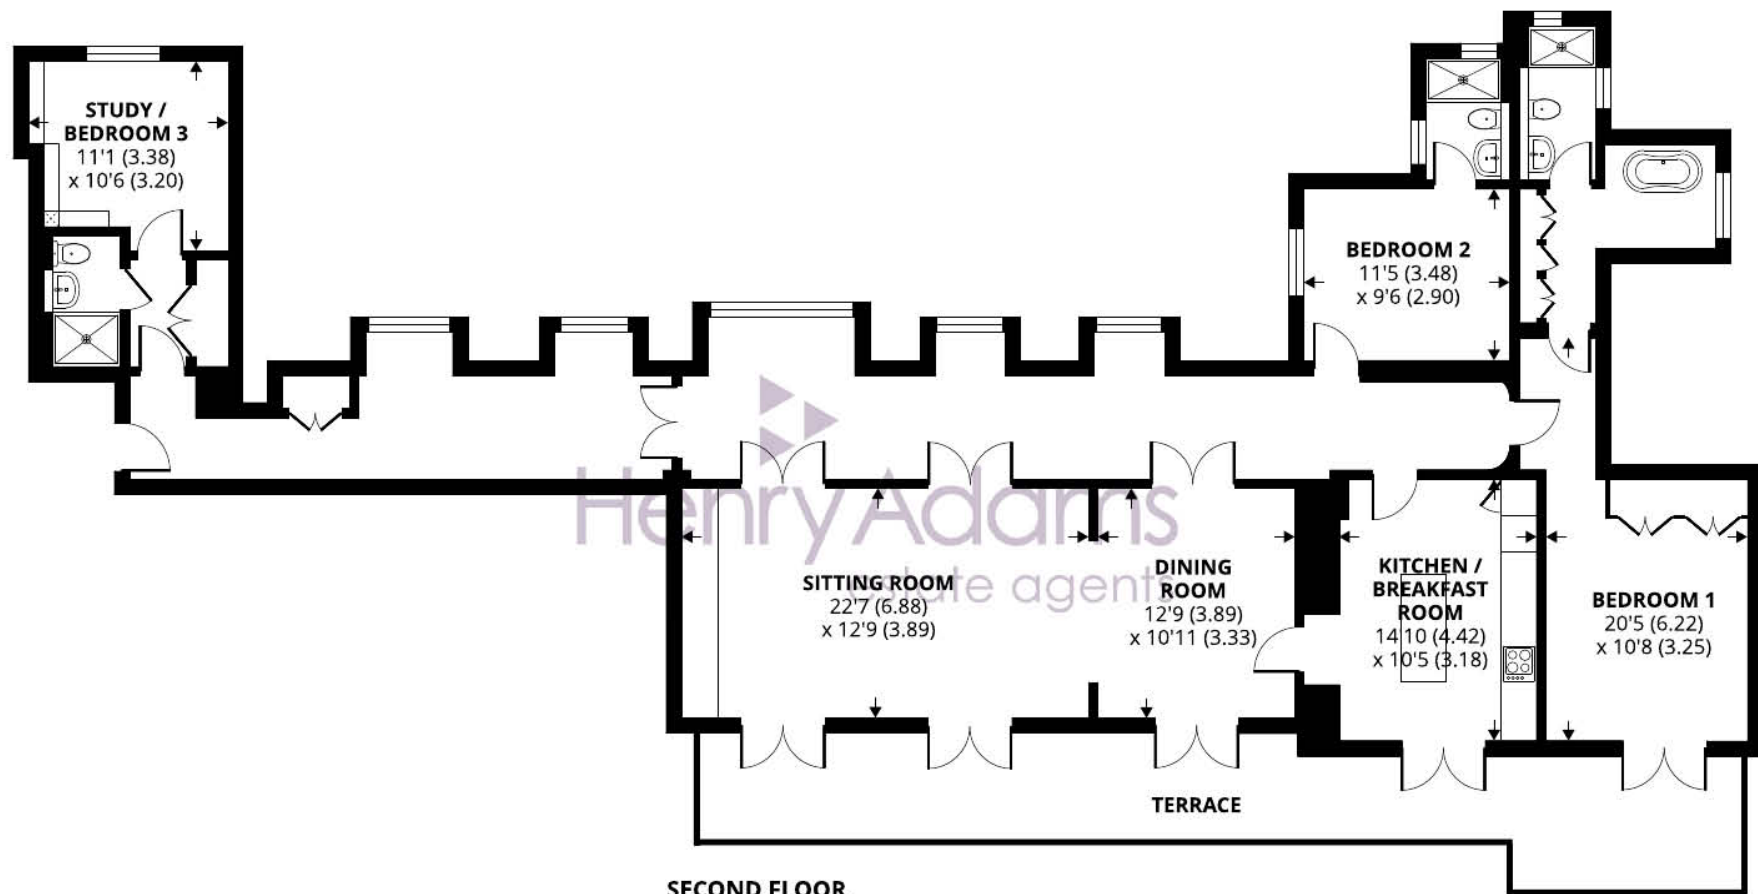 STUDY /
BEDROOM 3
11'1 (3.38)
x 10'6 (3.20)
BEDROOM 2
11'5 (3.48)
x 9'6 (2.90)
Henry Adams
estate agents
SITTING ROOM
22'7 (6.88)
x 12'9 (3.89)
DINING
ROOM
12'9 (3.89)
x 10'11 (3.33)
KITCHEN /
BREAKFAST
ROOM
14'10 (4.42)
x 10'5 (3.18)
BEDROOM 1
20'5 (6.22)
x 10'8 (3.25)
TERRACE
SECOND FLOOR